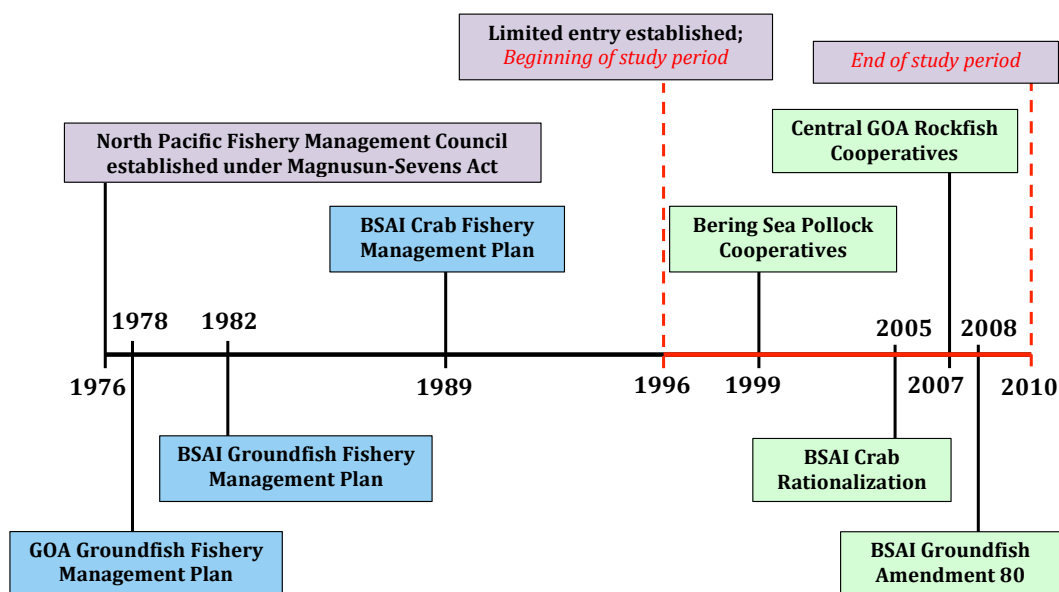 Limited entry established;
Beginning of study period
End of study period
Central GOA Rockfish
Cooperatives
North Pacific Fishery Management Council
established under Magnusun-Sevens Act
BSAI Crab Fishery
Management Plan
Bering Sea Pollock
Cooperatives
1978
1982
2005
2008
1976
1989
1996
1999
2007
2010
BSAI Groundfish Fishery
Management Plan
BSAI Crab
Rationalization
GOA Groundfish Fishery
Management Plan
BSAI Groundfish
Amendment 80